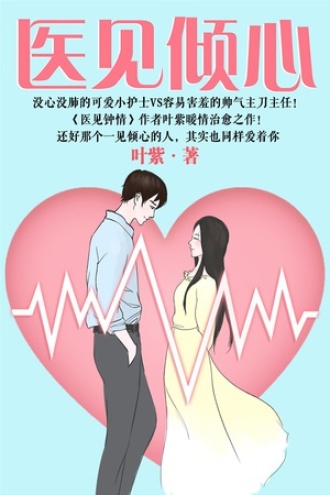 医见倾心
没心没肺的可爱小护士VS容易害羞的帅气主刀主任！
《医见钟情》作者叶紫暖情治愈之作！
还好那个一见倾心的人，其实也同样爱着你
叶紫·著